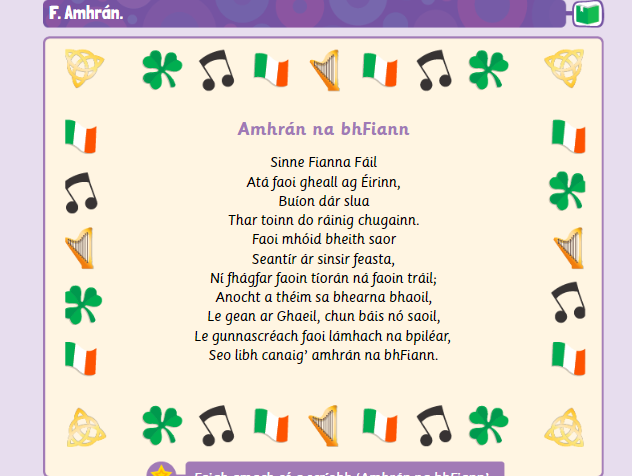 F. Amhrán.
Amhrán na bhFiann
Sinne Fianna Fáil
Atá faoi gheall ag Éirinn,
Buíon dár slua
Thar toinn do ráinig chugainn.
Faoi mhóid bheith saor
Seantír ár sinsir feasta,
Ní fhágfar faoin tíorán ná faoin tráil;
Anocht a théim sa bhearna bhaoil,
Le gean ar Ghaeil, chun báis nó saoil,
Le gunnascréach faoi lámhach na bpiléar,
Seo libh canaig’ amhrán na bhFiann.